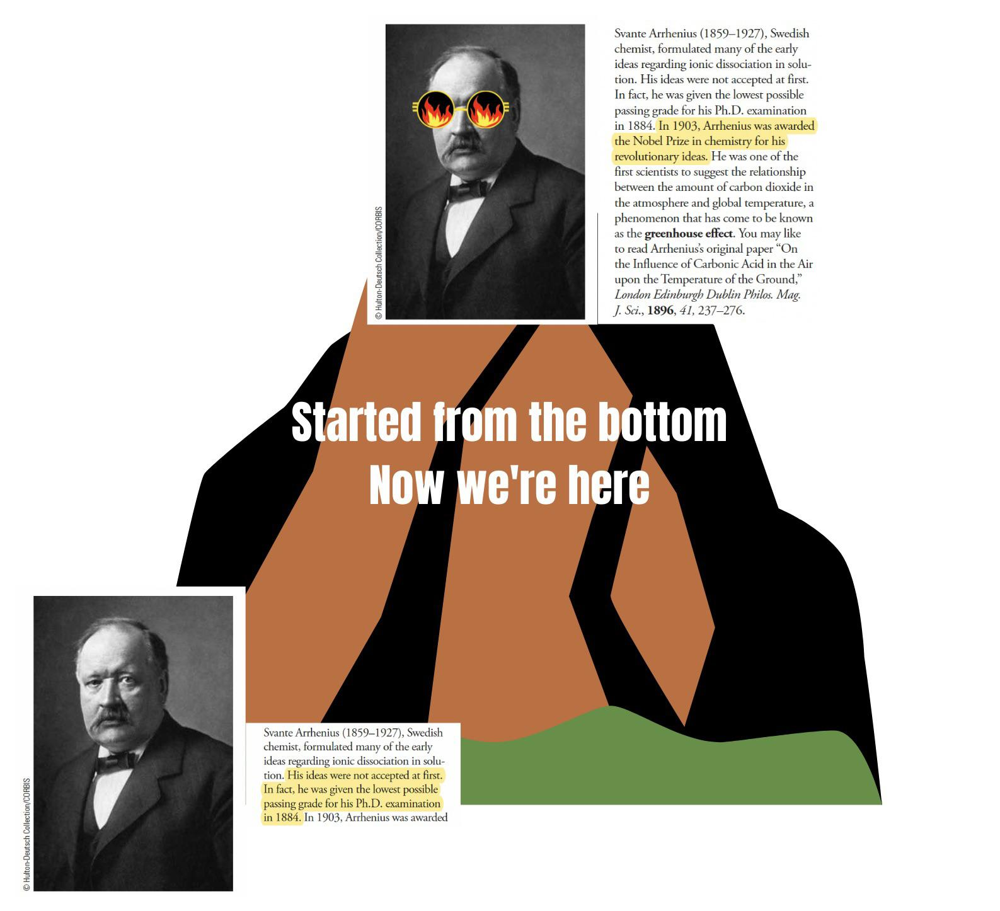 Svante Arrhenius (1859–1927), Swedish
chemist, formulated many of the early
ideas regarding ionic dissociation in solu-
tion. His ideas were not accepted at first.
In fact, he was given the lowest possible
passing grade for his Ph.D. examination
in 1884. In 1903, Arrhenius was awarded
the Nobel Prize in chemistry for his
revolutionary ideas. He was one of the
first scientists to suggest the relationship
between the amount of carbon dioxide in
the atmosphere and global temperature, a
phenomenon that has come to be known
as the greenhouse effect. You may like
to read Arrhenius’s original paper “On
the Influence of Carbonic Acid in the Air
upon the Temperature of the Ground,”
London Edinburgh Dublin Philos. Mag.
J. Sci., 1896, 41, 237–276.
© Hulton-Deutsch Collection/CORBIS
Started from the bottom
Now we're here
© Hulton-Deutsch Collection/CORBIS
Svante Arrhenius (1859–1927), Swedish
chemist, formulated many of the early
ideas regarding ionic dissociation in solu-
tion. His ideas were not accepted at first.
In fact, he was given the lowest possible
passing grade for his Ph.D. examination
in 1884. In 1903, Arrhenius was awarded